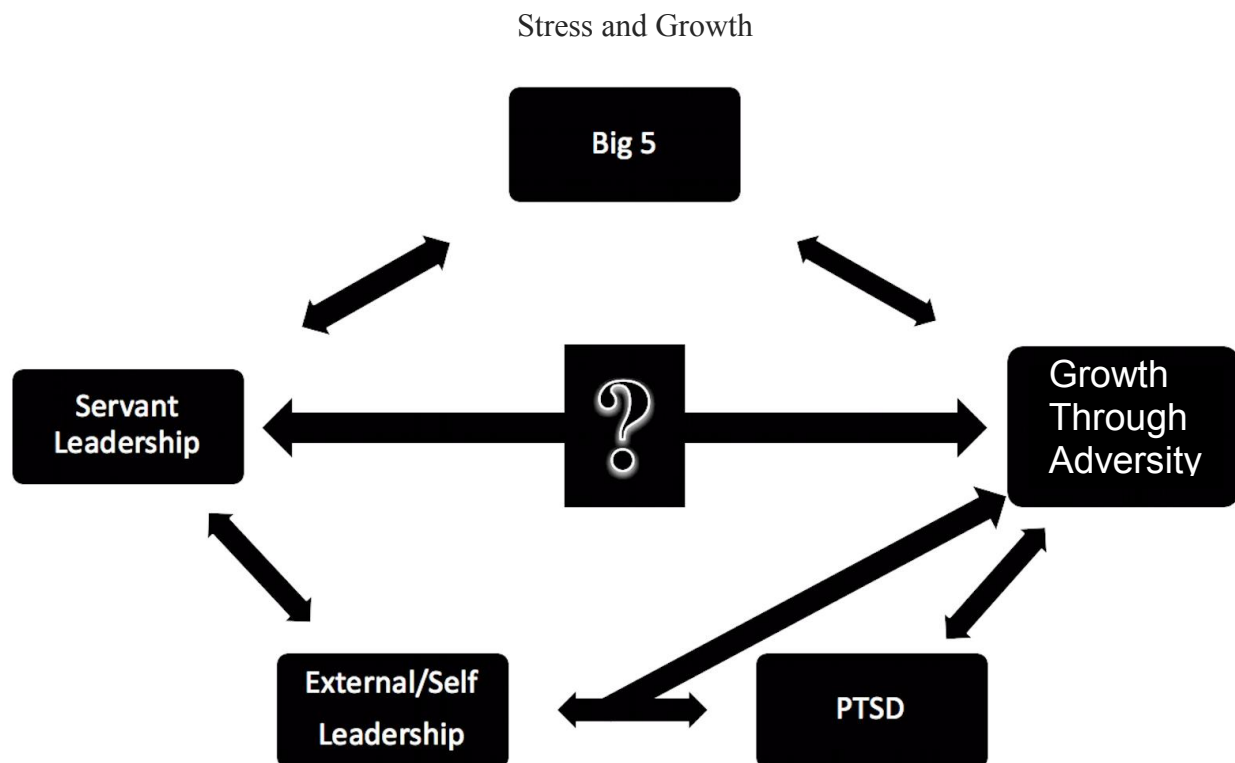 Stress and Growth
Big 5
Servant
Leadership
?
Growth
Through
Adversity
External/Self
Leadership
PTSD